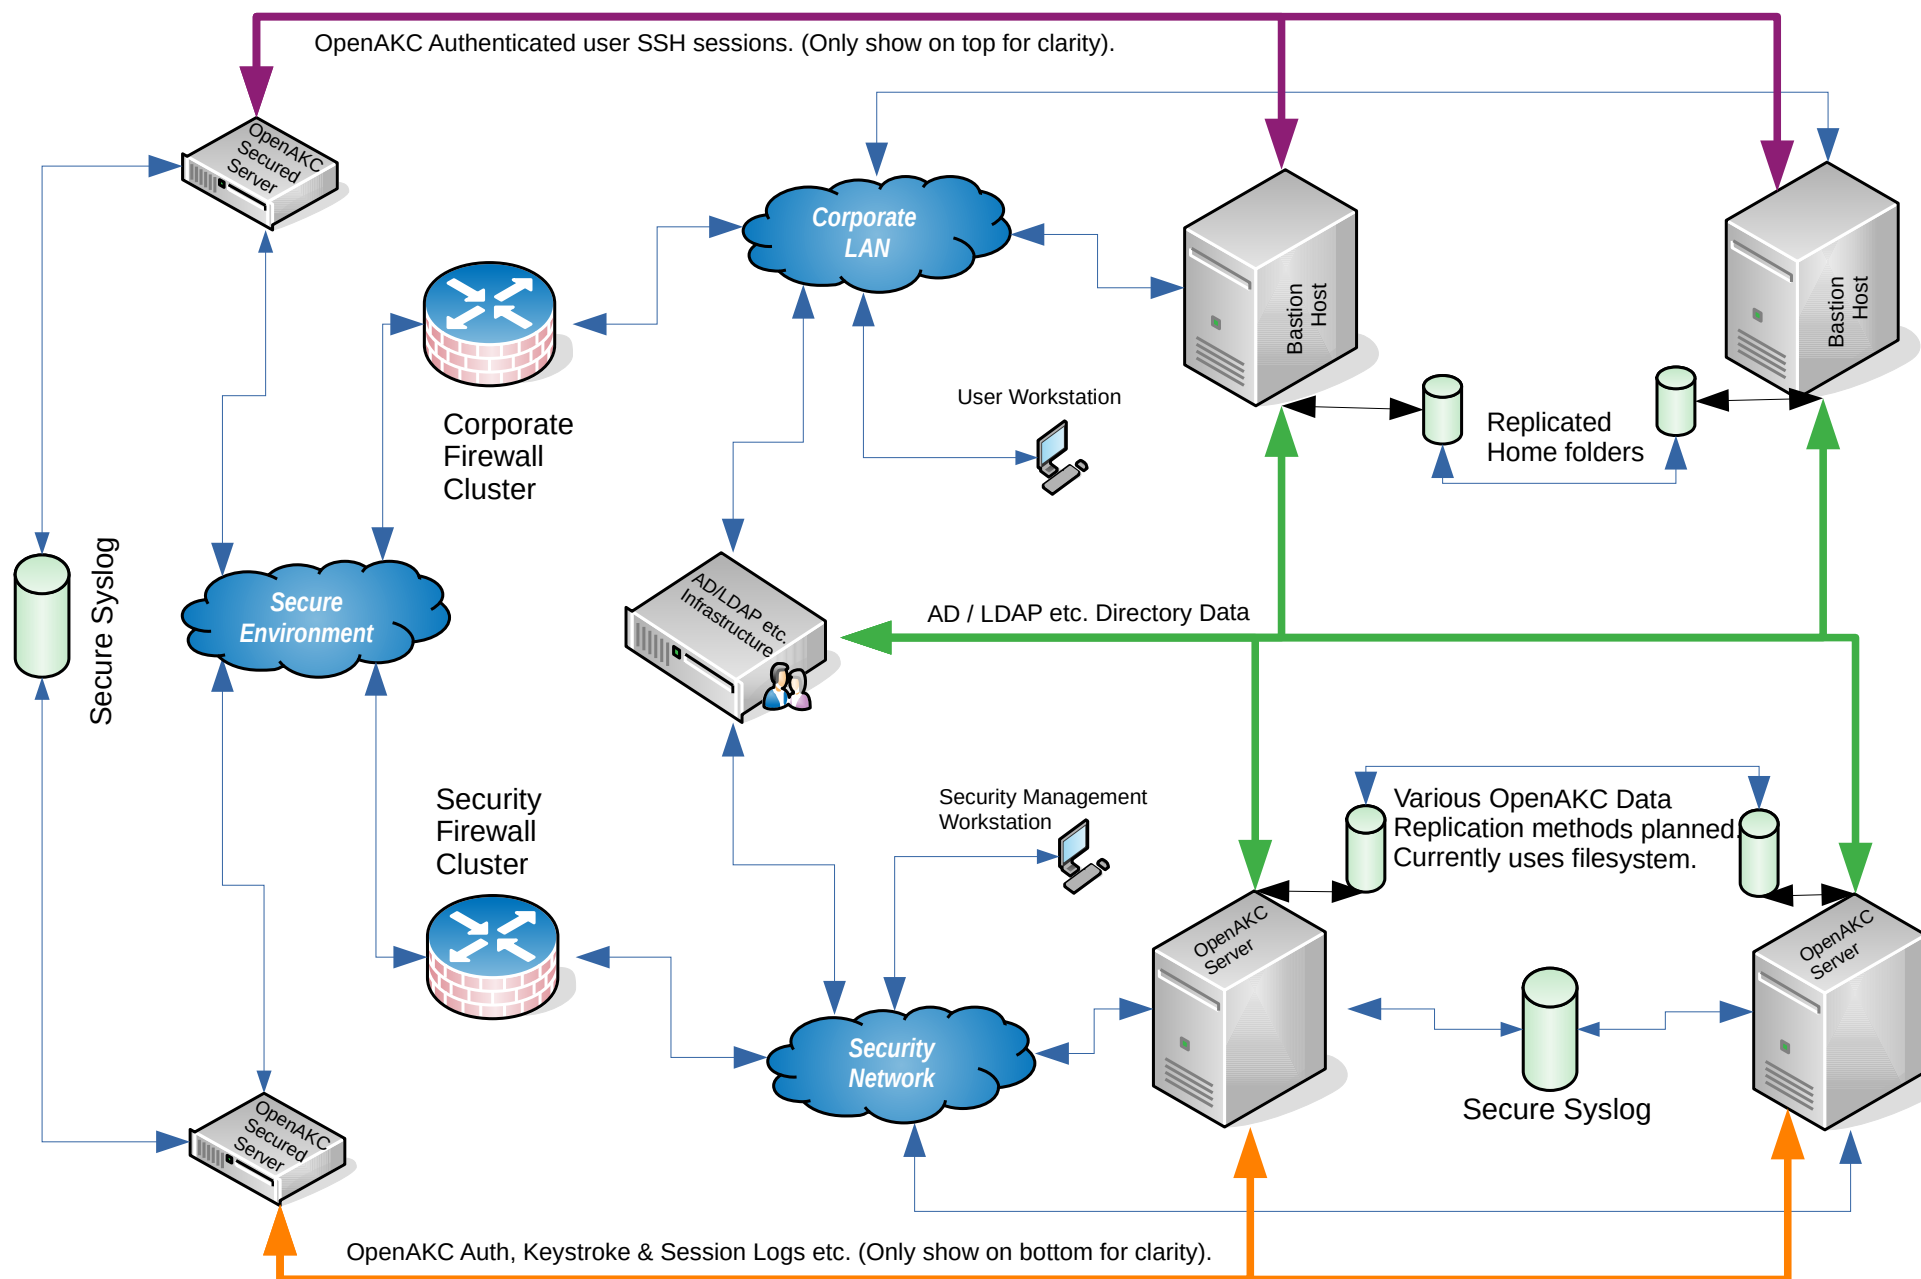 OpenAKC Authenticated user SSH sessions. (Only show on top for clarity).
OpenAKC
Secured
Server
Corporate
LAN
Bastion
Host
Bastion
Host
User Workstation
Corporate
Firewall
Cluster
Replicated
Home folders
Secure Syslog
Secure
Environment
AD/LDAP etc.
Infrastructure
AD / LDAP etc. Directory Data
Security
Firewall
Cluster
Security Management
Workstation
Various OpenAKC Data
Replication methods planned.
Currently uses filesystem.
OpenAKC
Server
OpenAKC
Server
Security
Network
Secure Syslog
OpenAKC
Secured
Server
OpenAKC Auth, Keystroke & Session Logs etc. (Only show on bottom for clarity).